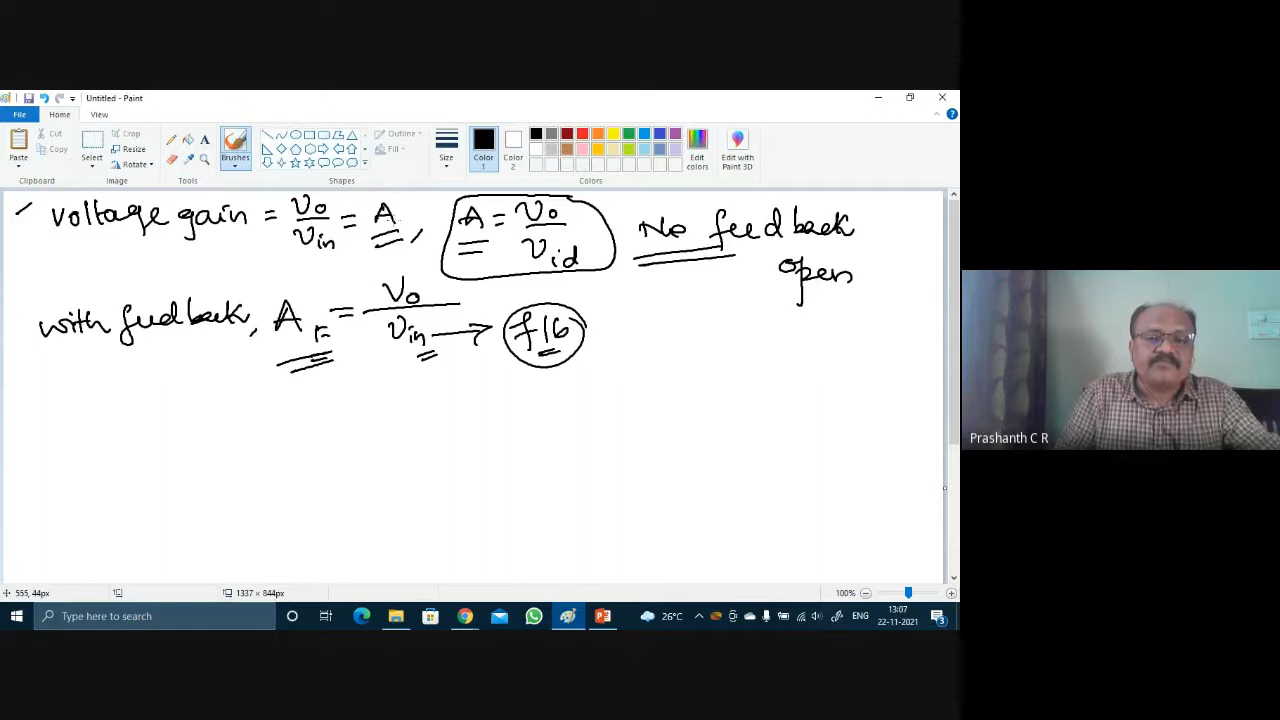 Untitled - Paint
File Home View
Paste Cut Copy Clipboard
Select Crop Resize Rotate Image
Tools
Brushes
Shapes Outline Fill
Size
Color 1 Color 2
Edit colors
Edit with Paint 3D
Colors
✓ voltage gain = Vo/Vin = A, A = Vo/Vid No feedback
open
with feedback, AF = Vo/Vin → f16
Prashanth C R
555, 44px 1337 × 844px 100%
Type here to search 26°C ENG 13:07 22-11-2021 3